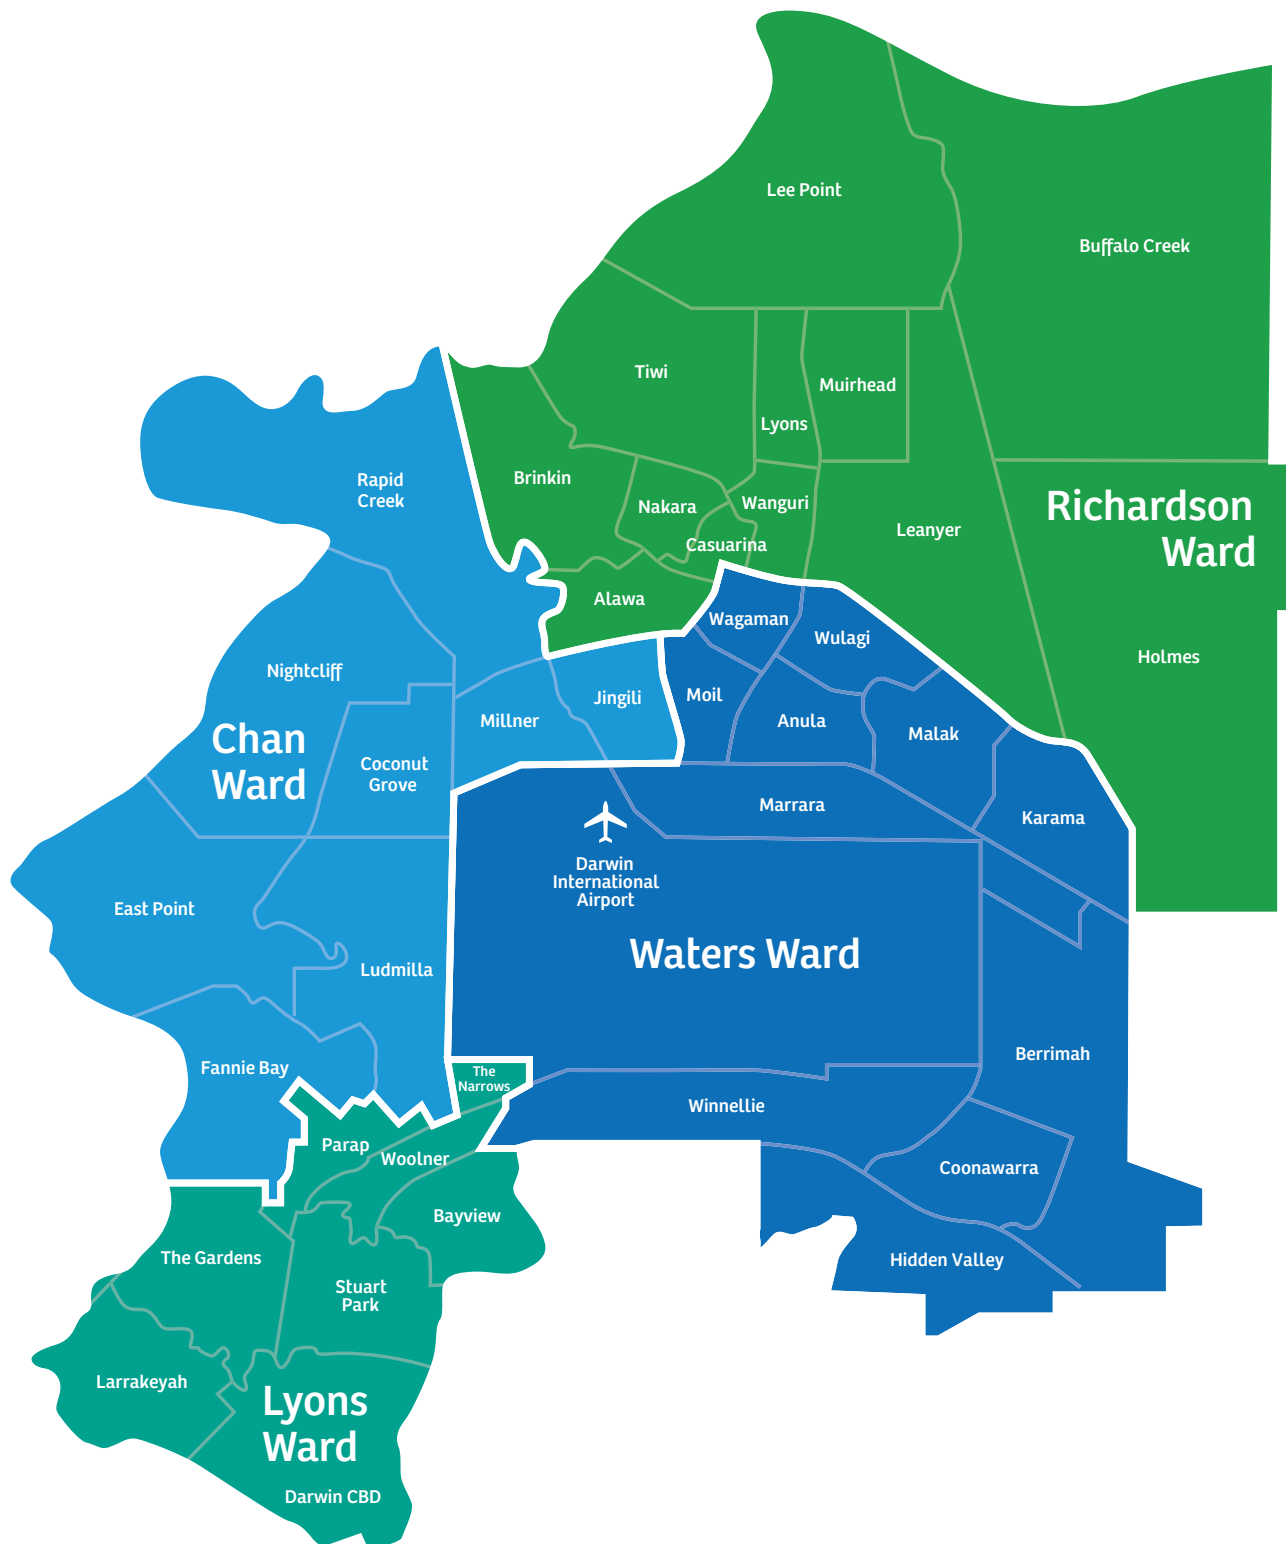 Lee Point
Buffalo Creek
Tiwi
Muirhead
Lyons
Brinkin
Rapid
Creek
Nakara
Wanguri
Richardson
Ward
Leanyer
Casuarina
Alawa
Wagaman
Wulagi
Holmes
Nightcliff
Jingili
Moil
Millner
Anula
Malak
Chan
Ward
Coconut
Grove
Marrara
Karama
Darwin
International
Airport
East Point
Waters Ward
Ludmilla
Berrimah
Fannie Bay
The
Narrows
Winnellie
Parap
Woolner
Coonawarra
Bayview
The Gardens
Hidden Valley
Stuart
Park
Larrakeyah
Lyons
Ward
Darwin CBD